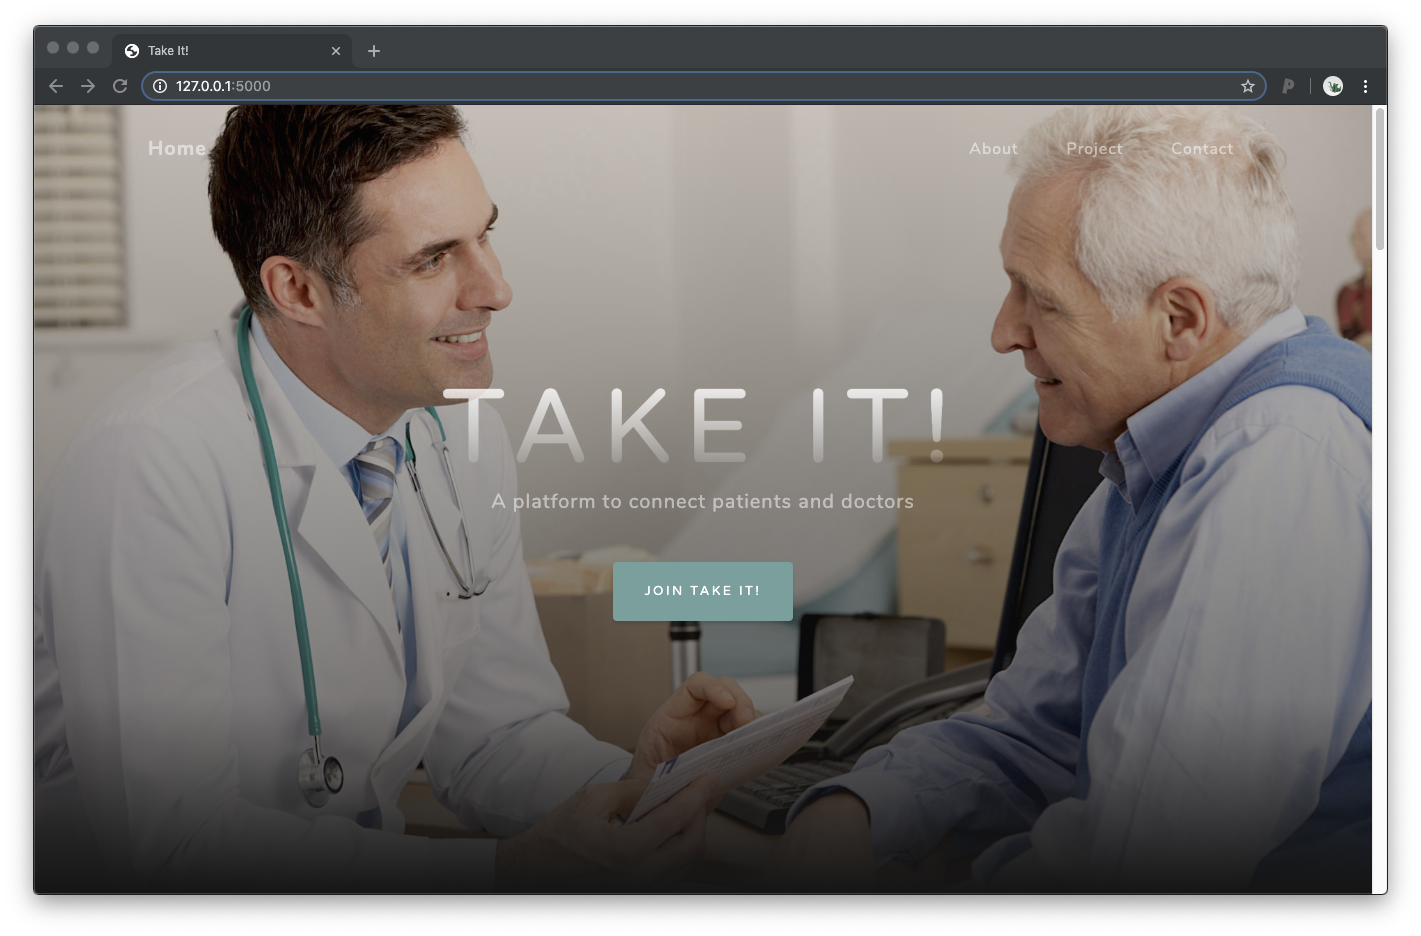 Take It!
127.0.0.1:5000
Home
About Project Contact
TAKE IT!
A platform to connect patients and doctors
JOIN TAKE IT!